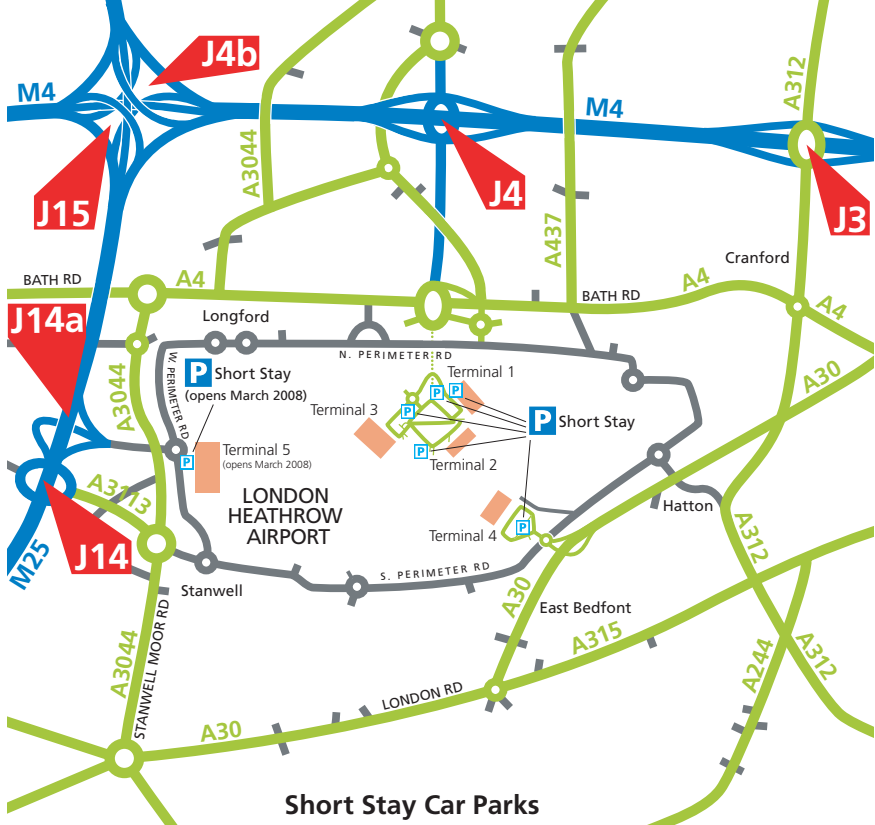 J4b
M4
M4
A312
A3044
J4
J15
J3
A437
Cranford
BATH RD
A4
BATH RD
A4
A4
J14a
Longford
N. PERIMETER RD
W. PERIMETER RD
A3044
P Short Stay
(opens March 2008)
Terminal 1
A30
Terminal 3
P Short Stay
P
P
P
P
Terminal 5
(opens March 2008)
P
Terminal 2
LONDON
HEATHROW
AIRPORT
A3113
Hatton
Terminal 4
P
A312
J14
M25
S. PERIMETER RD
Stanwell
A30
East Bedfont
A315
A3044
STANWELL MOOR RD
A244
A312
LONDON RD
A30
Short Stay Car Parks